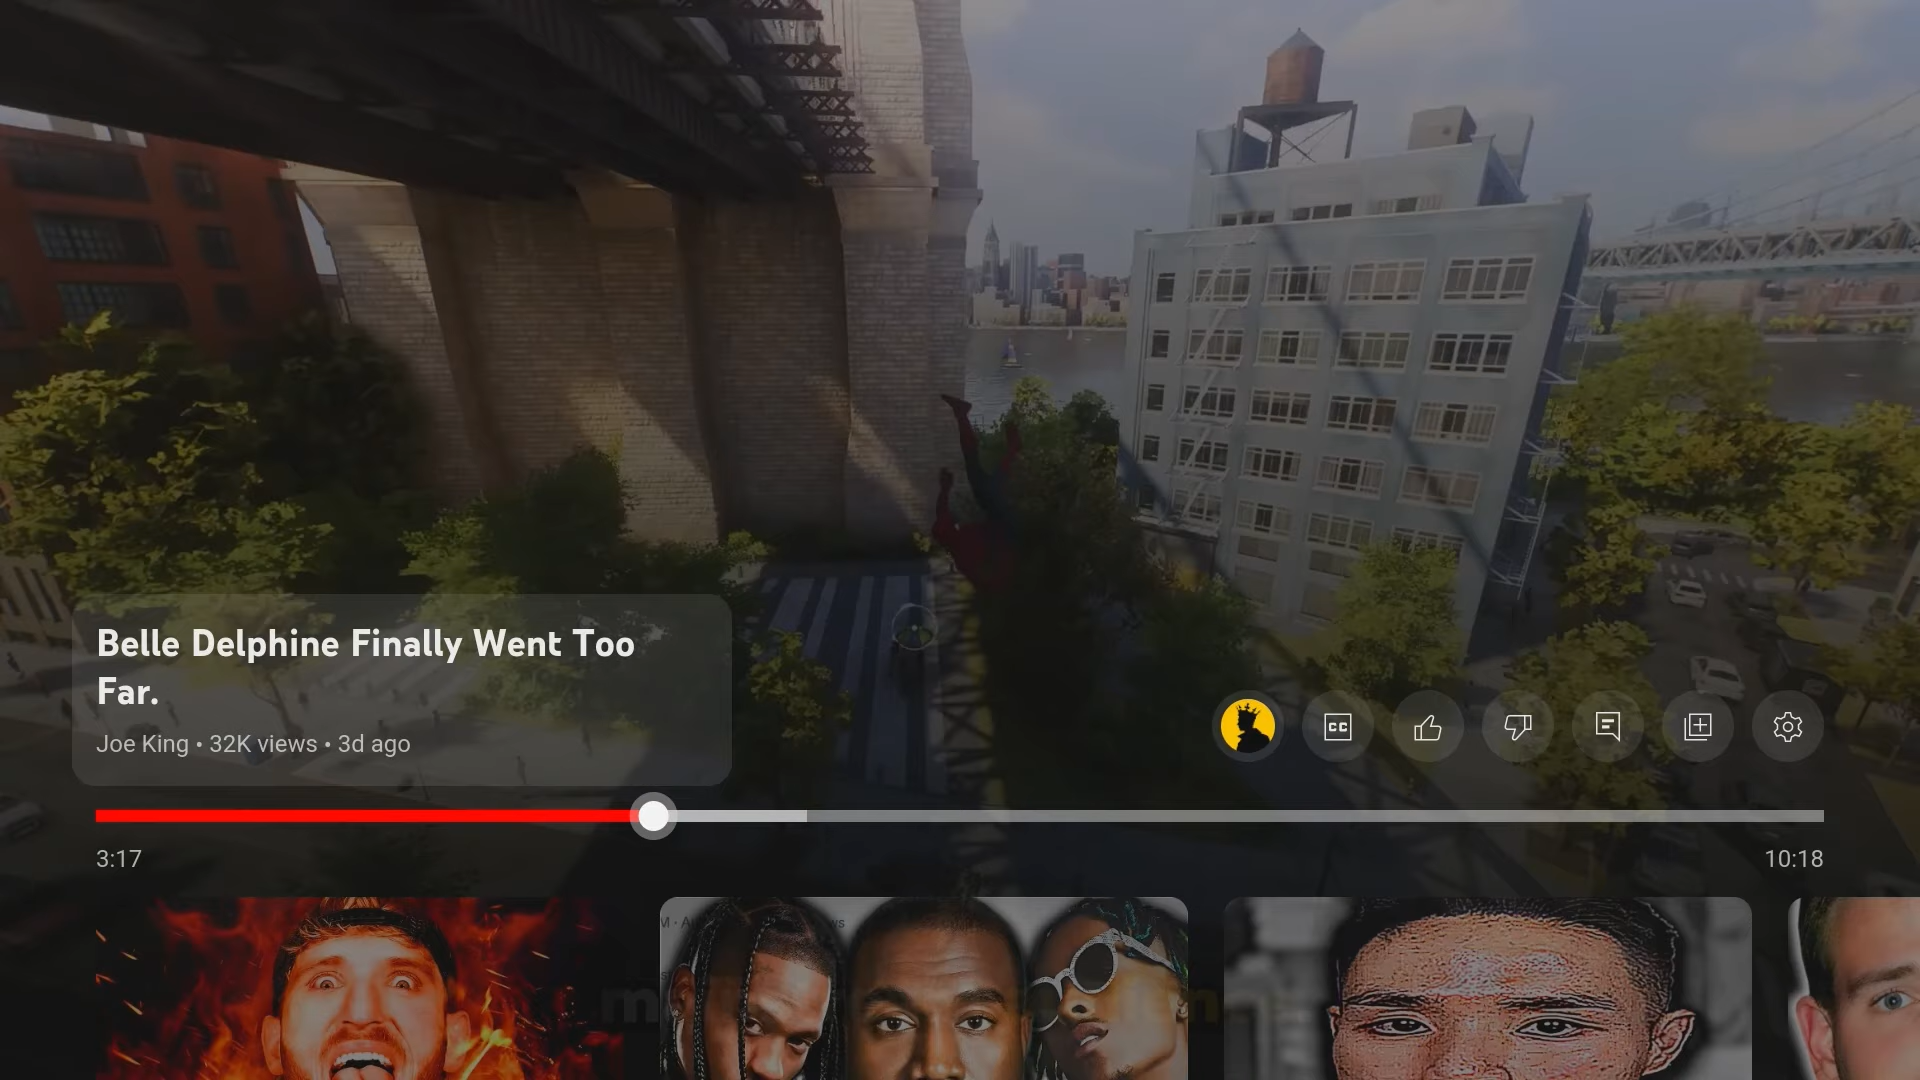 Belle Delphine Finally Went Too
Far.
Joe King • 32K views • 3d ago
CC
3:17
10:18